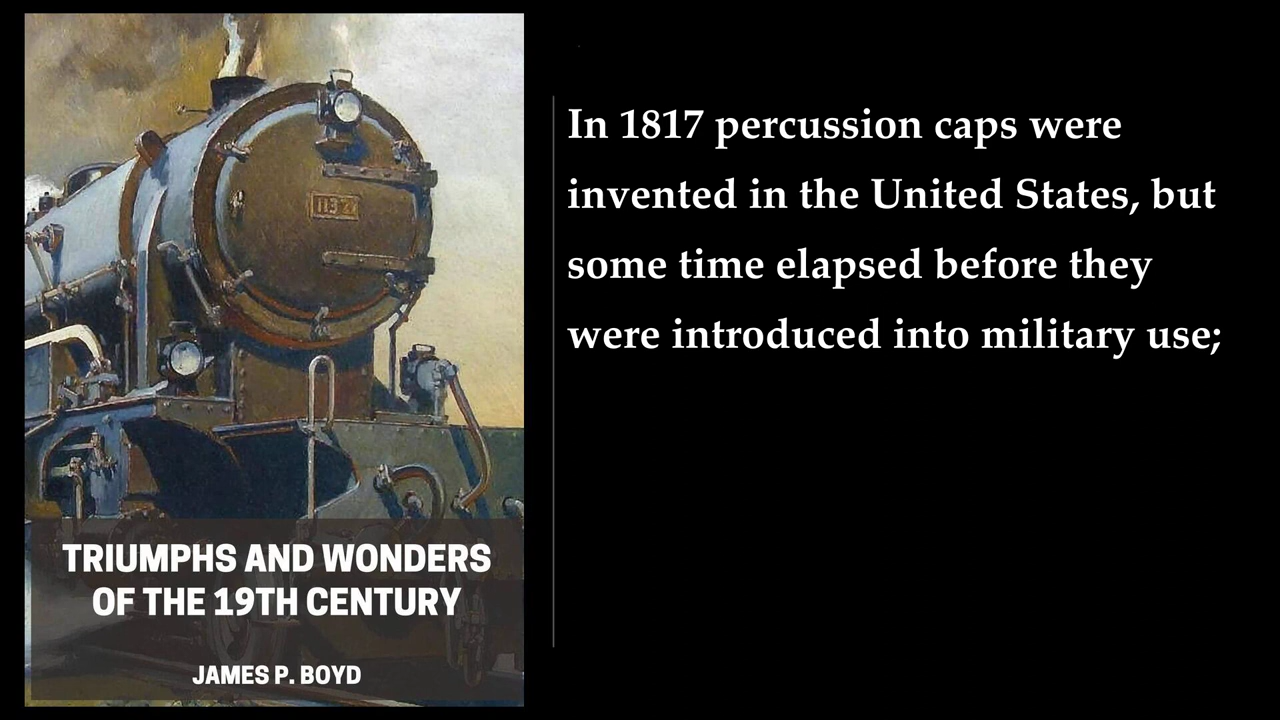 In 1817 percussion caps were
invented in the United States, but
some time elapsed before they
were introduced into military use;
TRIUMPHS AND WONDERS
OF THE 19TH CENTURY
JAMES P. BOYD